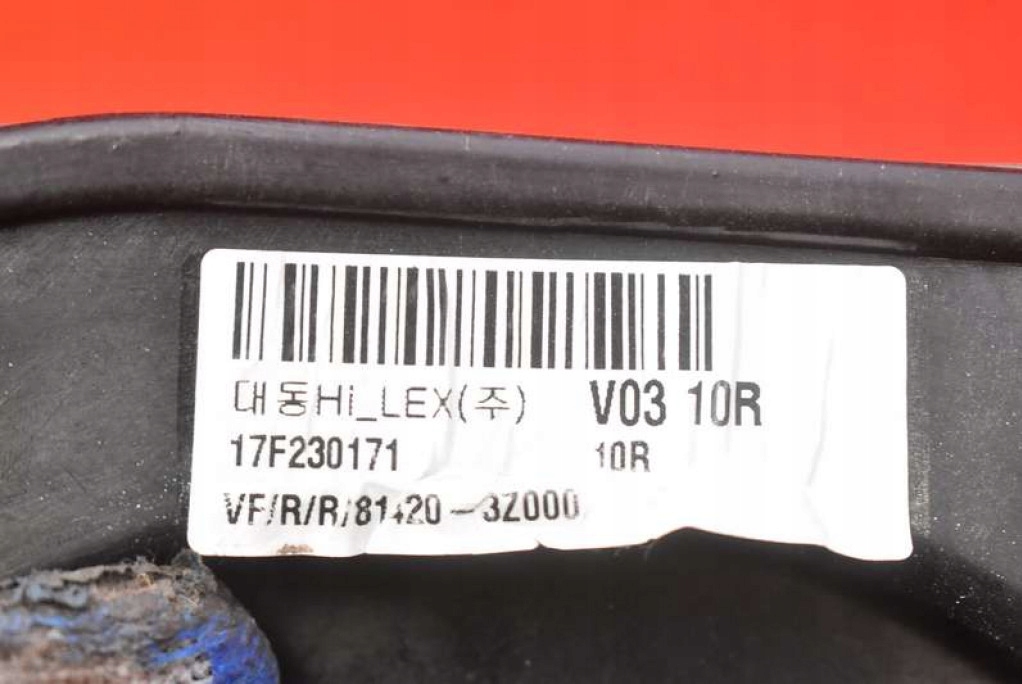 대동Hi_LEX(주) V03 10R
17F230171 10R
VF/R/R/81420-3Z000